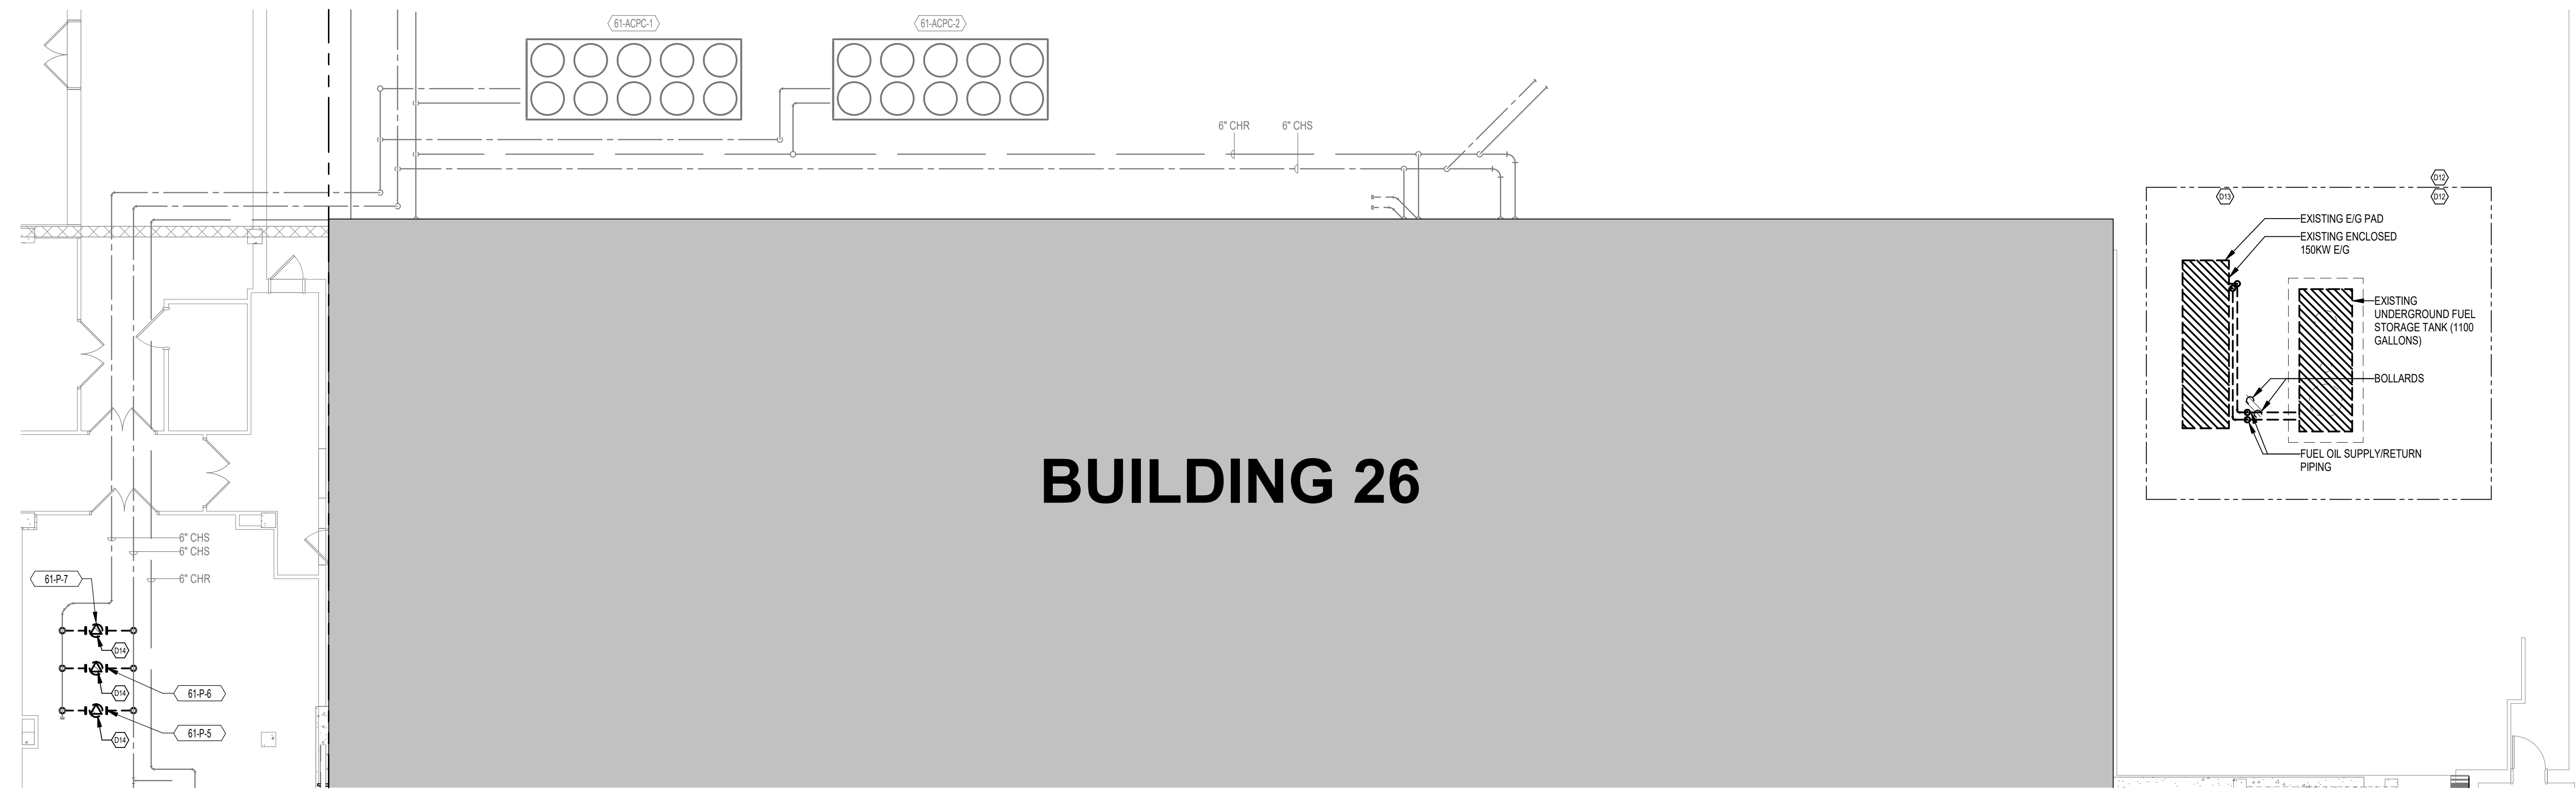 61-ACPC-1
61-ACPC-2
6" CHR
6" CHS
D12
D13
D12
EXISTING E/G PAD
EXISTING ENCLOSED
150KW E/G
EXISTING
UNDERGROUND FUEL
STORAGE TANK (1100
GALLONS)
BOLLARDS
FUEL OIL SUPPLY/RETURN
PIPING
BUILDING 26
6" CHS
6" CHS
6" CHR
61-P-7
D14
61-P-6
D14
61-P-5
D14